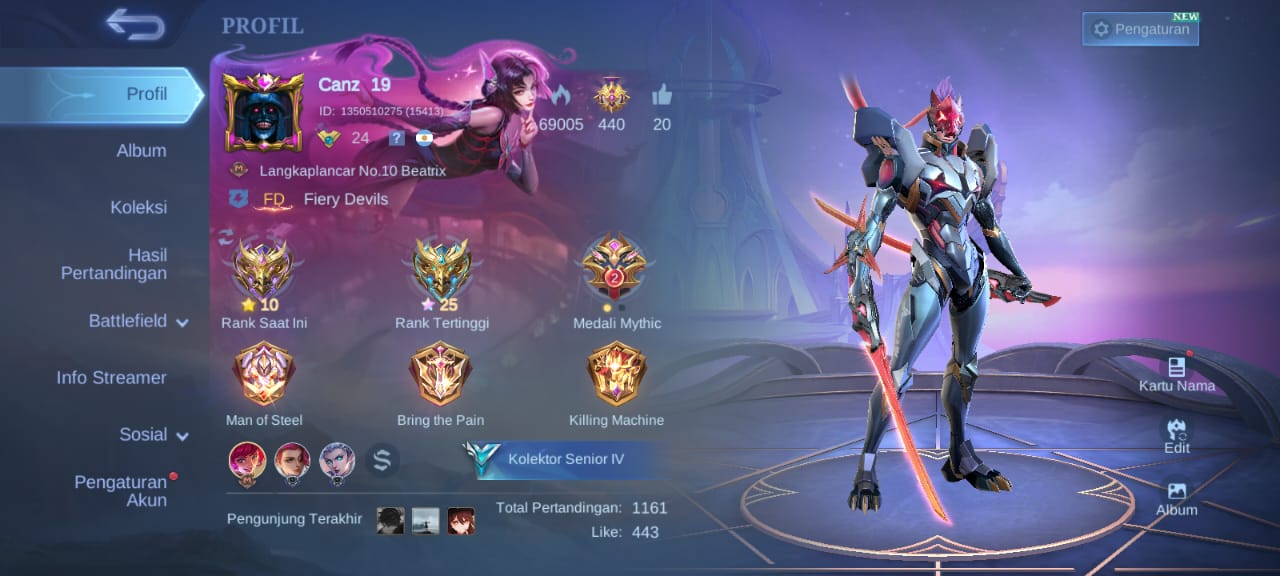 PROFIL
NEW
Pengaturan
Profil
Album
Koleksi
Hasil
Pertandingan
Battlefield
Info Streamer
Sosial
Pengaturan
Akun
Canz 19
ID: 1350510275 (15413)
24
?
69005
440
20
M
Langkaplancar No.10 Beatrix
FD Fiery Devils
10
Rank Saat Ini
25
Rank Tertinggi
2
Medali Mythic
Man of Steel
Bring the Pain
Killing Machine
M
Kolektor Senior IV
Pengunjung Terakhir
Total Pertandingan: 1161
Like: 443
Kartu Nama
Edit
Album